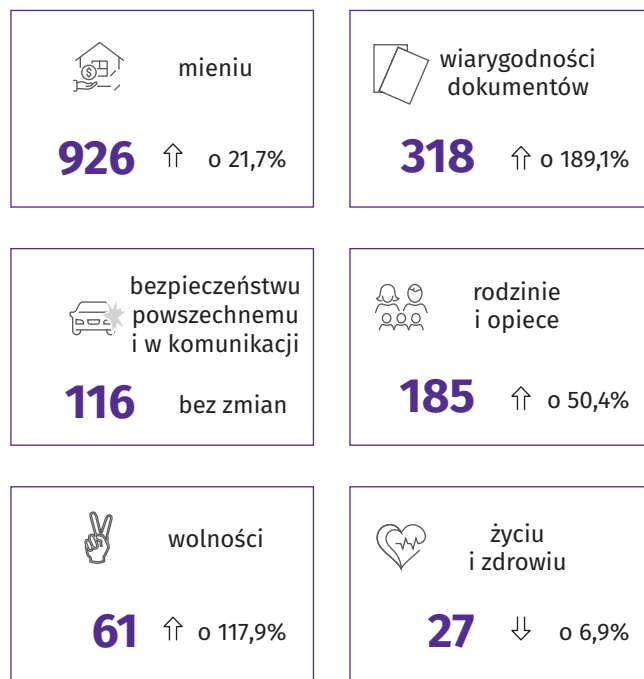 mieniu
926 ⇧ o 21,7%
wiarygodności
dokumentów
318 ⇧ o 189,1%
bezpieczeństwu
powszechnemu
i w komunikacji
116 bez zmian
rodzinie
i opiece
185 ⇧ o 50,4%
wolności
61 ⇧ o 117,9%
życiu
i zdrowiu
27 ⇩ o 6,9%